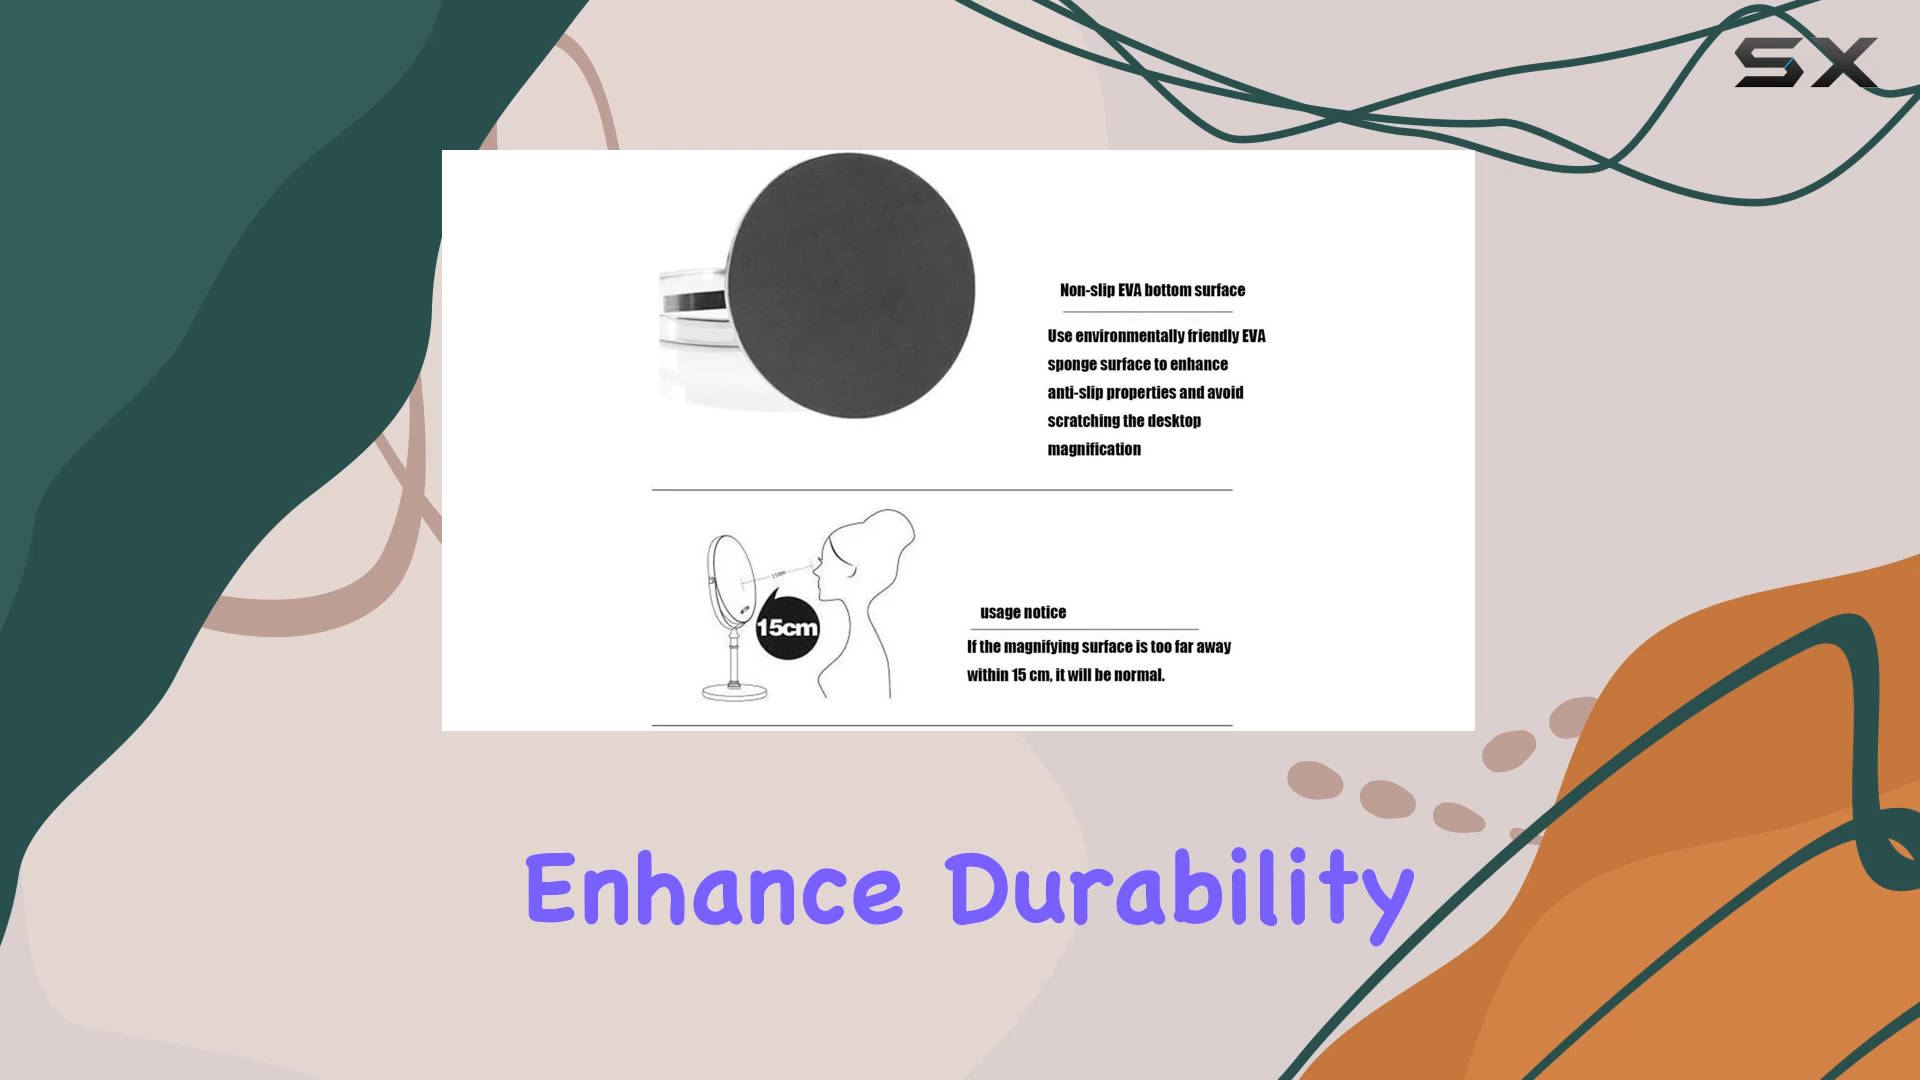 SX
Non-slip EVA bottom surface
Use environmentally friendly EVA
sponge surface to enhance
anti-slip properties and avoid
scratching the desktop
magnification
15cm
usage notice
If the magnifying surface is too far away
within 15 cm, it will be normal.
Enhance Durability